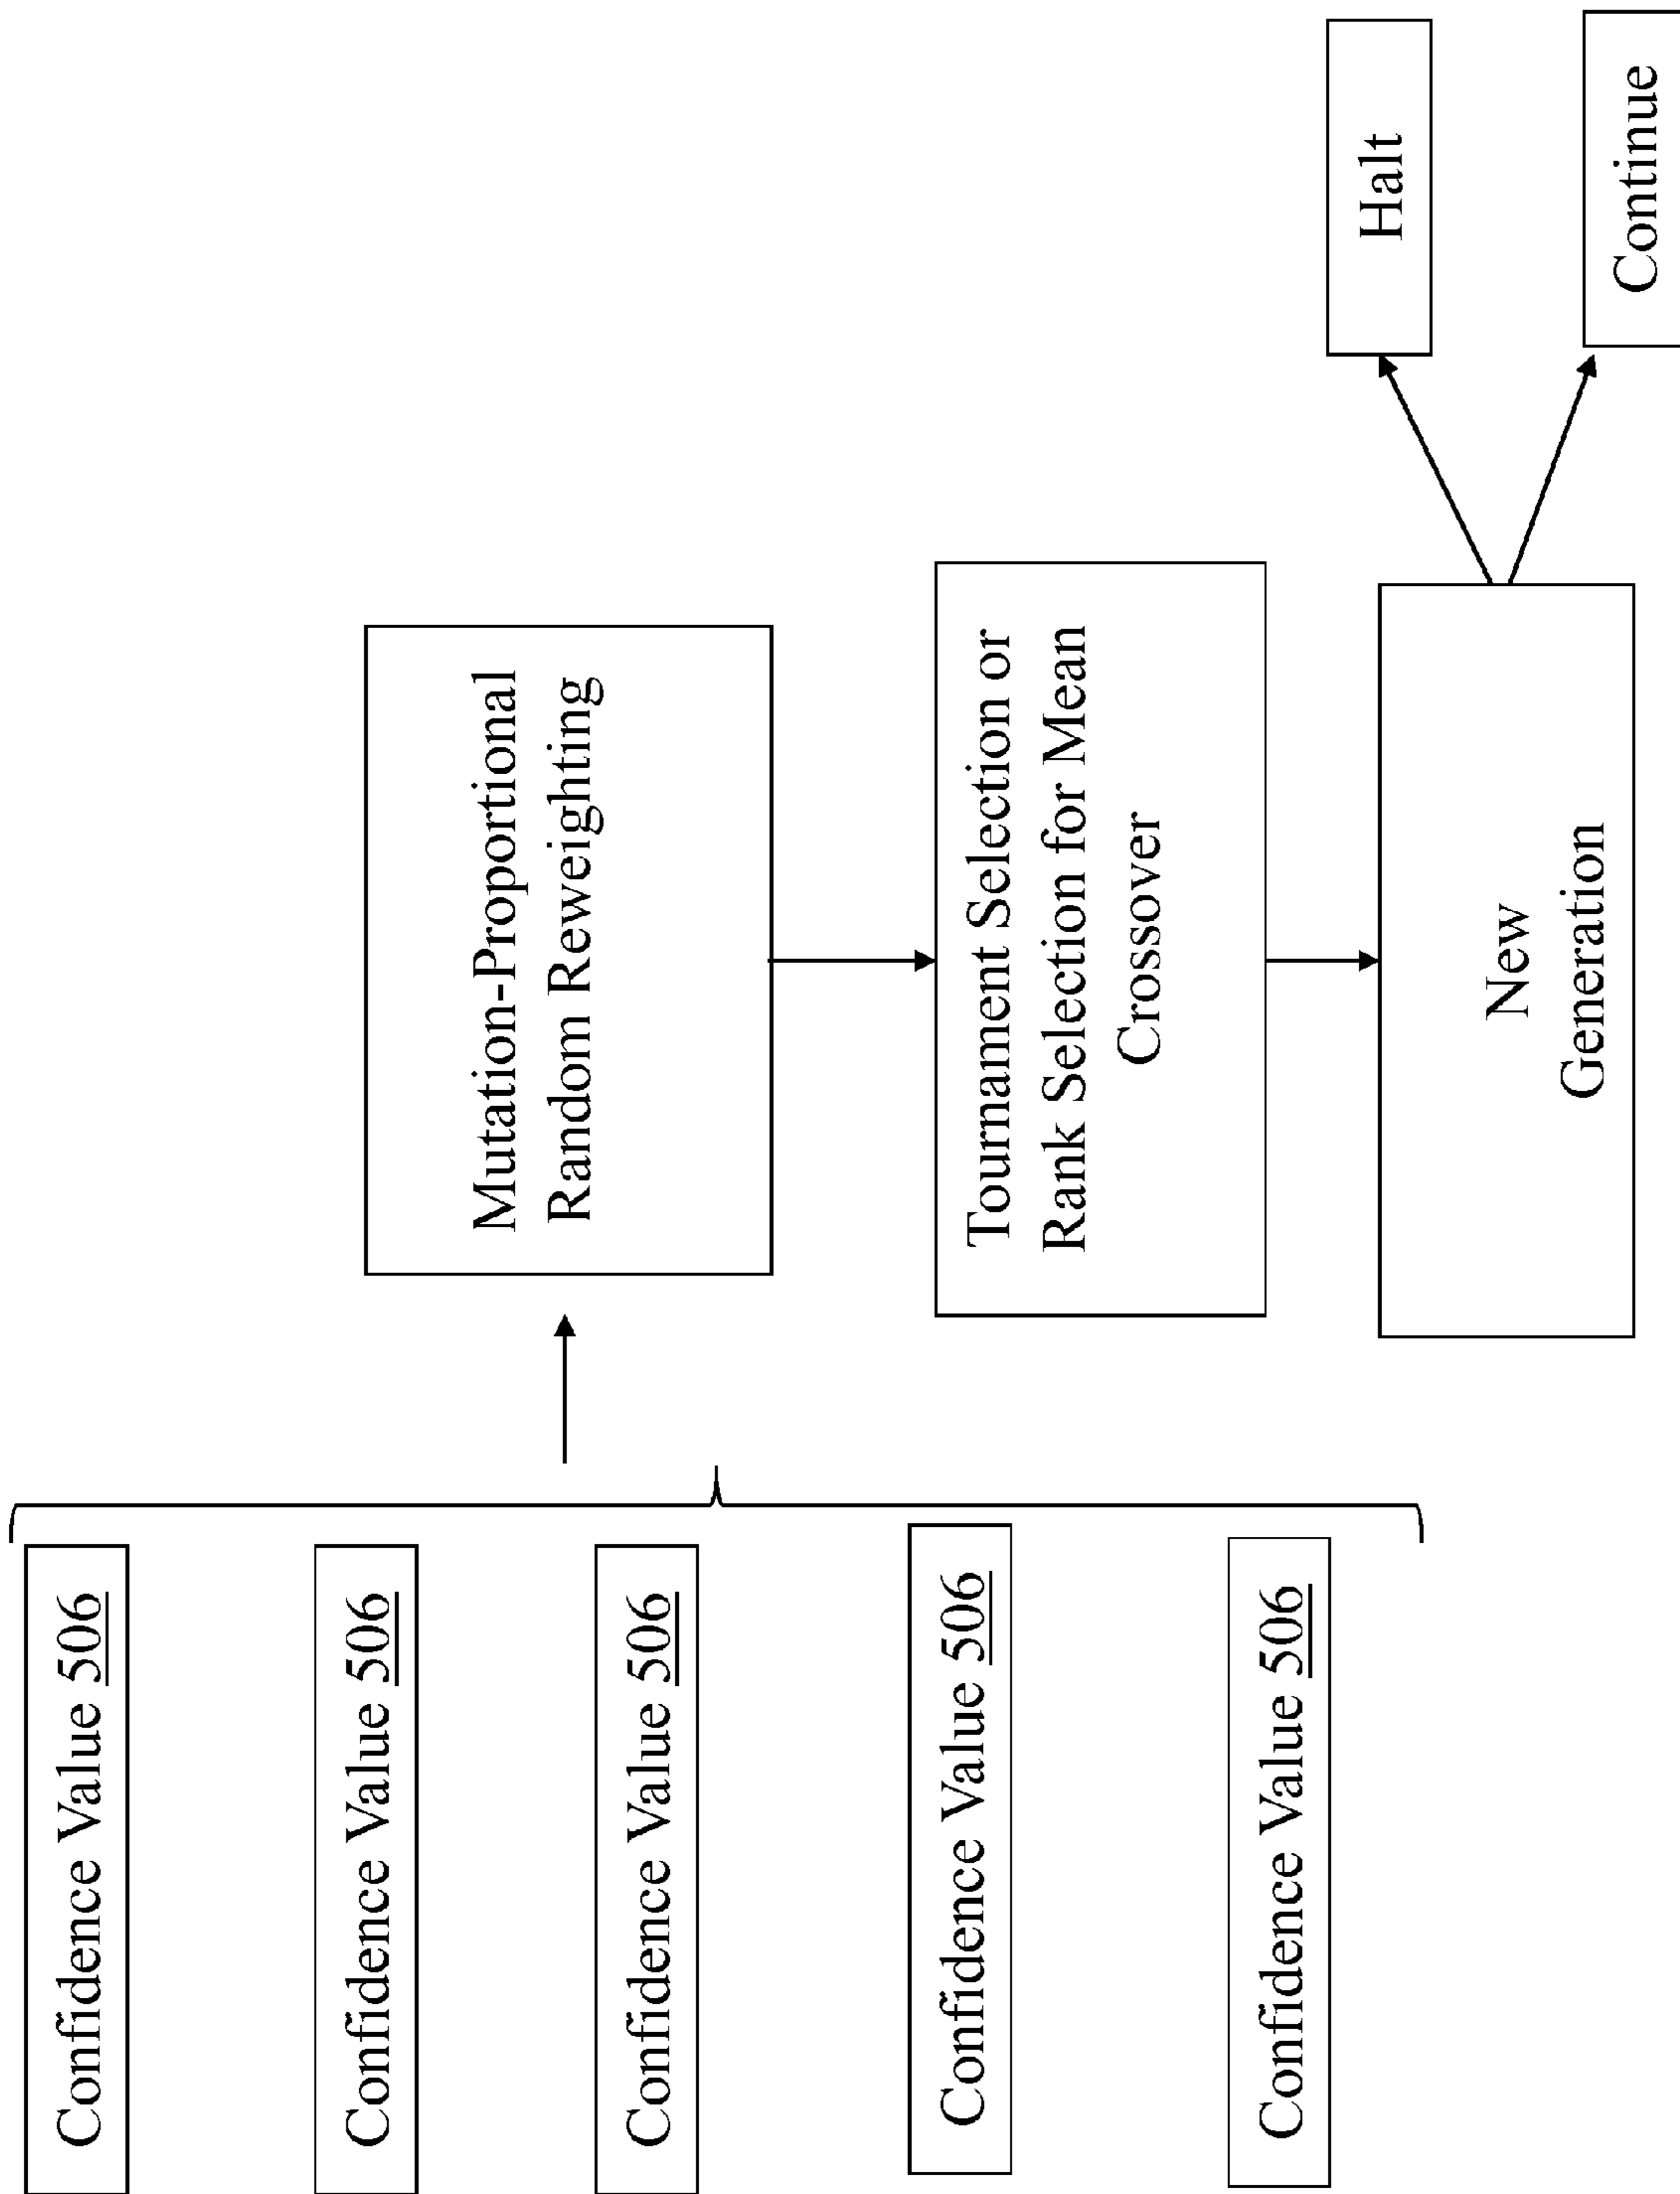 Confidence Value 506
Confidence Value 506
Confidence Value 506
Confidence Value 506
Confidence Value 506
Mutation-Proportional
Random Reweighting
Tournament Selection or
Rank Selection for Mean
Crossover
New
Generation
Halt
Continue